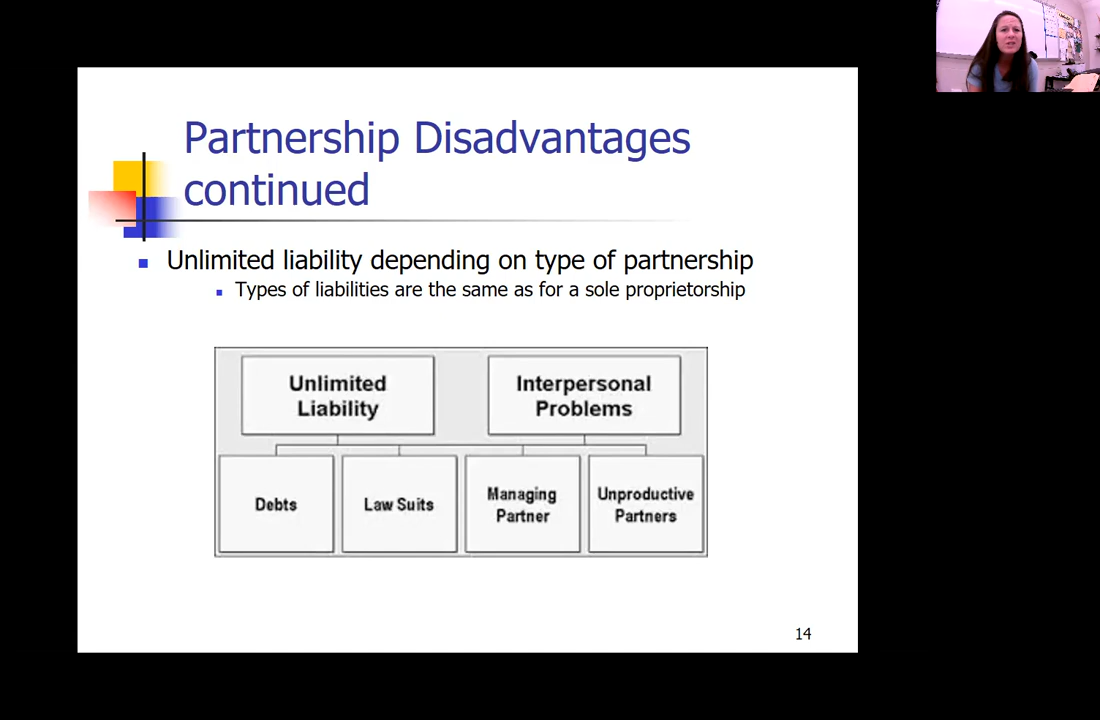 Partnership Disadvantages
continued
Unlimited liability depending on type of partnership
Types of liabilities are the same as for a sole proprietorship
Unlimited
Liability
Interpersonal
Problems
Debts
Law Suits
Managing
Partner
Unproductive
Partners
14